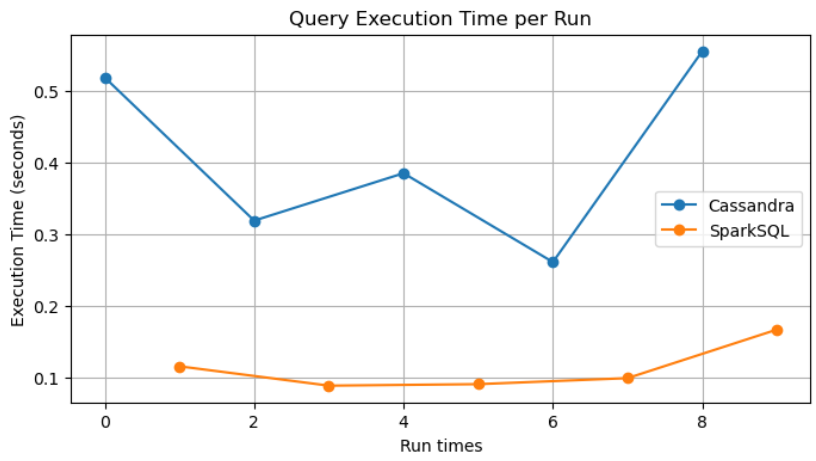 Query Execution Time per Run
Execution Time (seconds)
0.5
0.4
0.3
0.2
0.1
Cassandra
SparkSQL
0 2 4 6 8
Run times